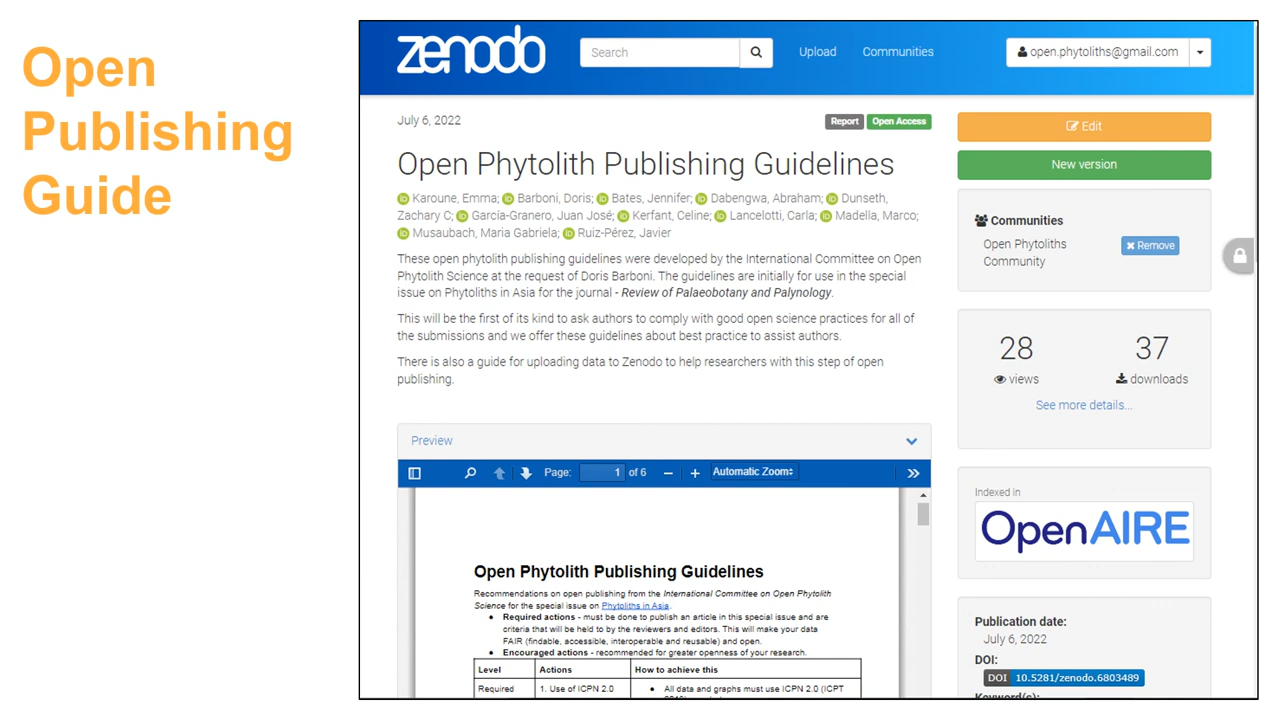 Open
Publishing
Guide
zenodo
Search
Upload
Communities
open.phytoliths@gmail.com
July 6, 2022
Report
Open Access
Open Phytolith Publishing Guidelines
Karoune, Emma; Barboni, Doris; Bates, Jennifer; Dabengwa, Abraham; Dunseth,
Zachary C; García-Granero, Juan José; Kerfant, Celine; Lancelotti, Carla; Madella, Marco;
Musaubach, Maria Gabriela; Ruiz-Pérez, Javier
These open phytolith publishing guidelines were developed by the International Committee on Open
Phytolith Science at the request of Doris Barboni. The guidelines are initially for use in the special
issue on Phytoliths in Asia for the journal - Review of Palaeobotany and Palynology.
This will be the first of its kind to ask authors to comply with good open science practices for all of
the submissions and we offer these guidelines about best practice to assist authors.
There is also a guide for uploading data to Zenodo to help researchers with this step of open
publishing.
Preview
Page: 1 of 6
Automatic Zoom
Open Phytolith Publishing Guidelines
Recommendations on open publishing from the International Committee on Open Phytolith
Science for the special issue on Phytoliths in Asia.
• Required actions - must be done to publish an article in this special issue and are
criteria that will be held to by the reviewers and editors. This will make your data
FAIR (findable, accessible, interoperable and reusable) and open.
• Encouraged actions - recommended for greater openness of your research.
Level Actions How to achieve this
Required 1. Use of ICPN 2.0 • All data and graphs must use ICPN 2.0 (ICPT
Edit
New version
Communities
Open Phytoliths
Community
Remove
28 37
views downloads
See more details...
Indexed in
OpenAIRE
Publication date:
July 6, 2022
DOI:
DOI 10.5281/zenodo.6803489
Keyword(s):